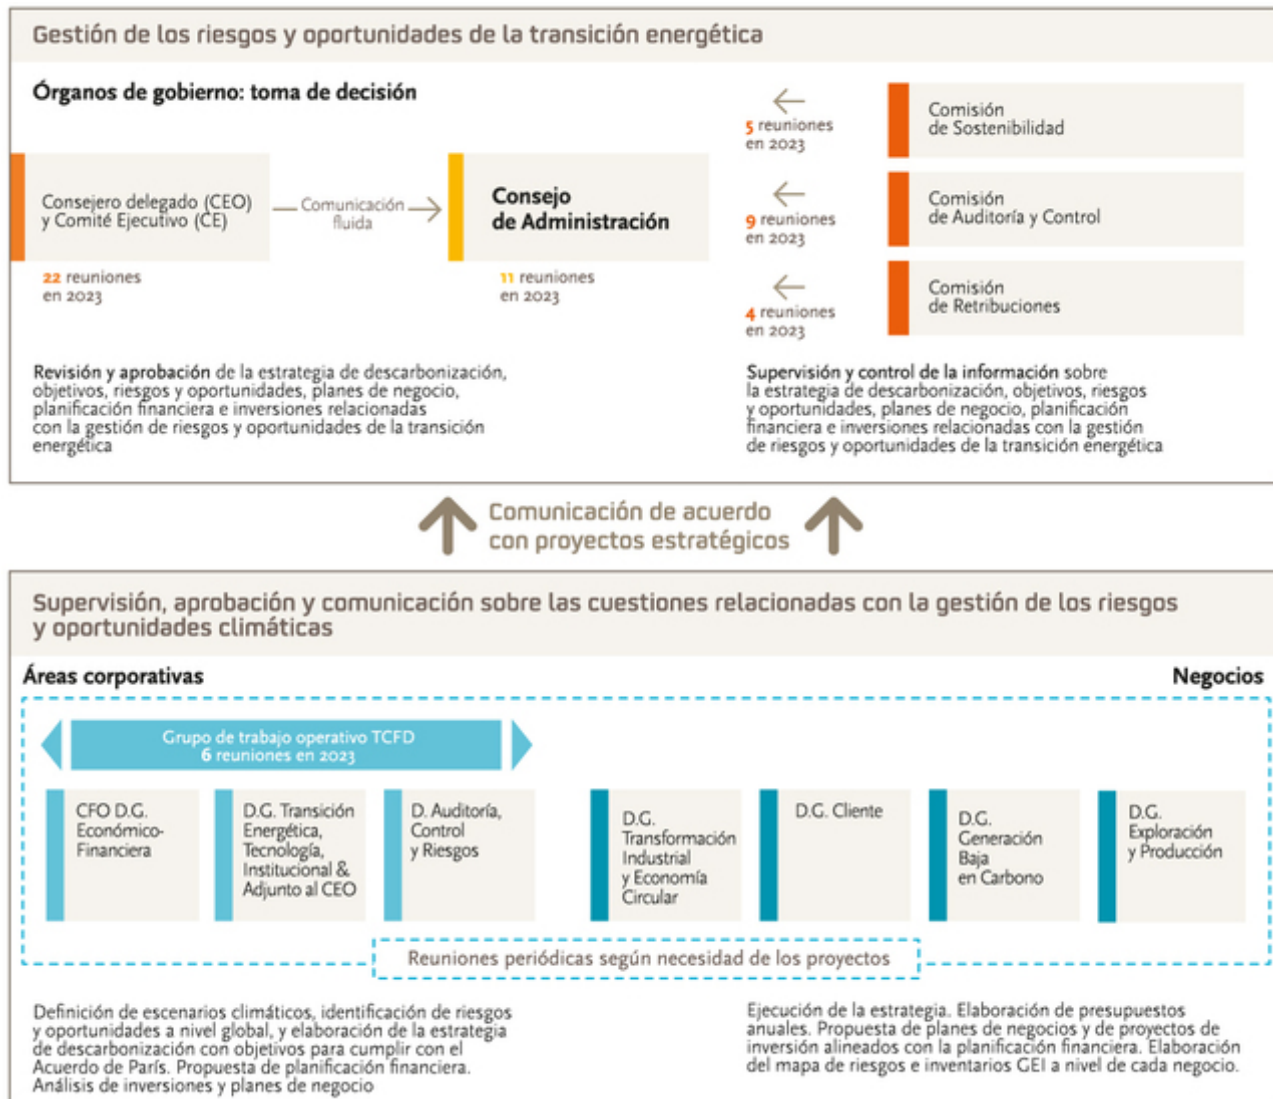 Gestión de los riesgos y oportunidades de la transición energética
Órganos de gobierno: toma de decisión
Consejero delegado (CEO)
y Comité Ejecutivo (CE)
22 reuniones
en 2023
Comunicación
fluida
Consejo
de Administración
11 reuniones
en 2023
5 reuniones
en 2023
Comisión
de Sostenibilidad
9 reuniones
en 2023
Comisión
de Auditoría y Control
4 reuniones
en 2023
Comisión
de Retribuciones
Revisión y aprobación de la estrategia de descarbonización,
objetivos, riesgos y oportunidades, planes de negocio,
planificación financiera e inversiones relacionadas
con la gestión de riesgos y oportunidades de la transición
energética
Supervisión y control de la información sobre
la estrategia de descarbonización, objetivos, riesgos
y oportunidades, planes de negocio, planificación
financiera e inversiones relacionadas con la gestión
de riesgos y oportunidades de la transición energética
Comunicación de acuerdo
con proyectos estratégicos
Supervisión, aprobación y comunicación sobre las cuestiones relacionadas con la gestión de los riesgos
y oportunidades climáticas
Áreas corporativas
Negocios
Grupo de trabajo operativo TCFD
6 reuniones en 2023
CFO D.G.
Económico-
Financiera
D.G. Transición
Energética,
Tecnología,
Institucional &
Adjunto al CEO
D. Auditoría,
Control
y Riesgos
D.G.
Transformación
Industrial
y Economía
Circular
D.G. Cliente
D.G.
Generación
Baja
en Carbono
D.G.
Exploración
y Producción
Reuniones periódicas según necesidad de los proyectos
Definición de escenarios climáticos, identificación de riesgos
y oportunidades a nivel global, y elaboración de la estrategia
de descarbonización con objetivos para cumplir con el
Acuerdo de París. Propuesta de planificación financiera.
Análisis de inversiones y planes de negocio
Ejecución de la estrategia. Elaboración de presupuestos
anuales. Propuesta de planes de negocios y de proyectos de
inversión alineados con la planificación financiera. Elaboración
del mapa de riesgos e inventarios GEI a nivel de cada negocio.